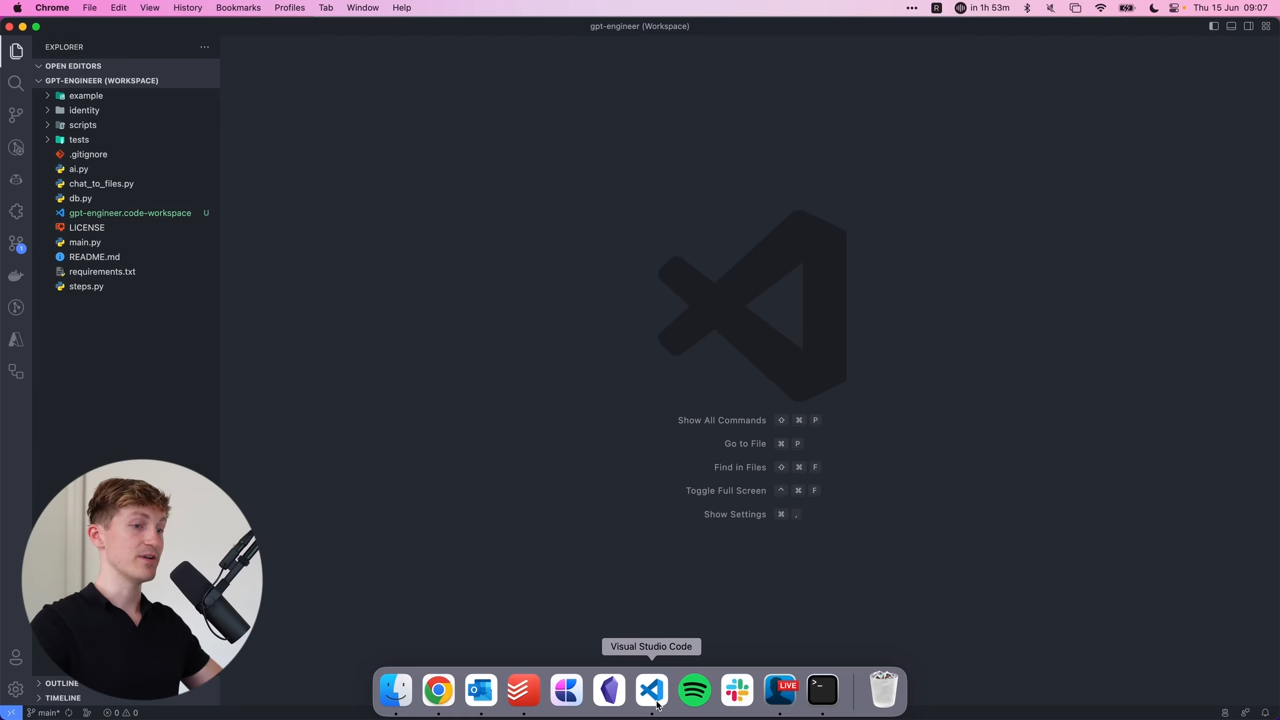 Chrome File Edit View History Bookmarks Profiles Tab Window Help
in 1h 53m Thu 15 Jun 09:07
gpt-engineer (Workspace)
EXPLORER
OPEN EDITORS
GPT-ENGINEER (WORKSPACE)
example
identity
scripts
tests
.gitignore
ai.py
chat_to_files.py
db.py
gpt-engineer.code-workspace U
LICENSE
main.py
README.md
requirements.txt
steps.py
Show All Commands ⇧ ⌘ P
Go to File ⌘ P
Find in Files ⇧ ⌘ F
Toggle Full Screen ^ ⌘ F
Show Settings ⌘ ,
1
Visual Studio Code
LIVE
OUTLINE
TIMELINE
main* 0 0